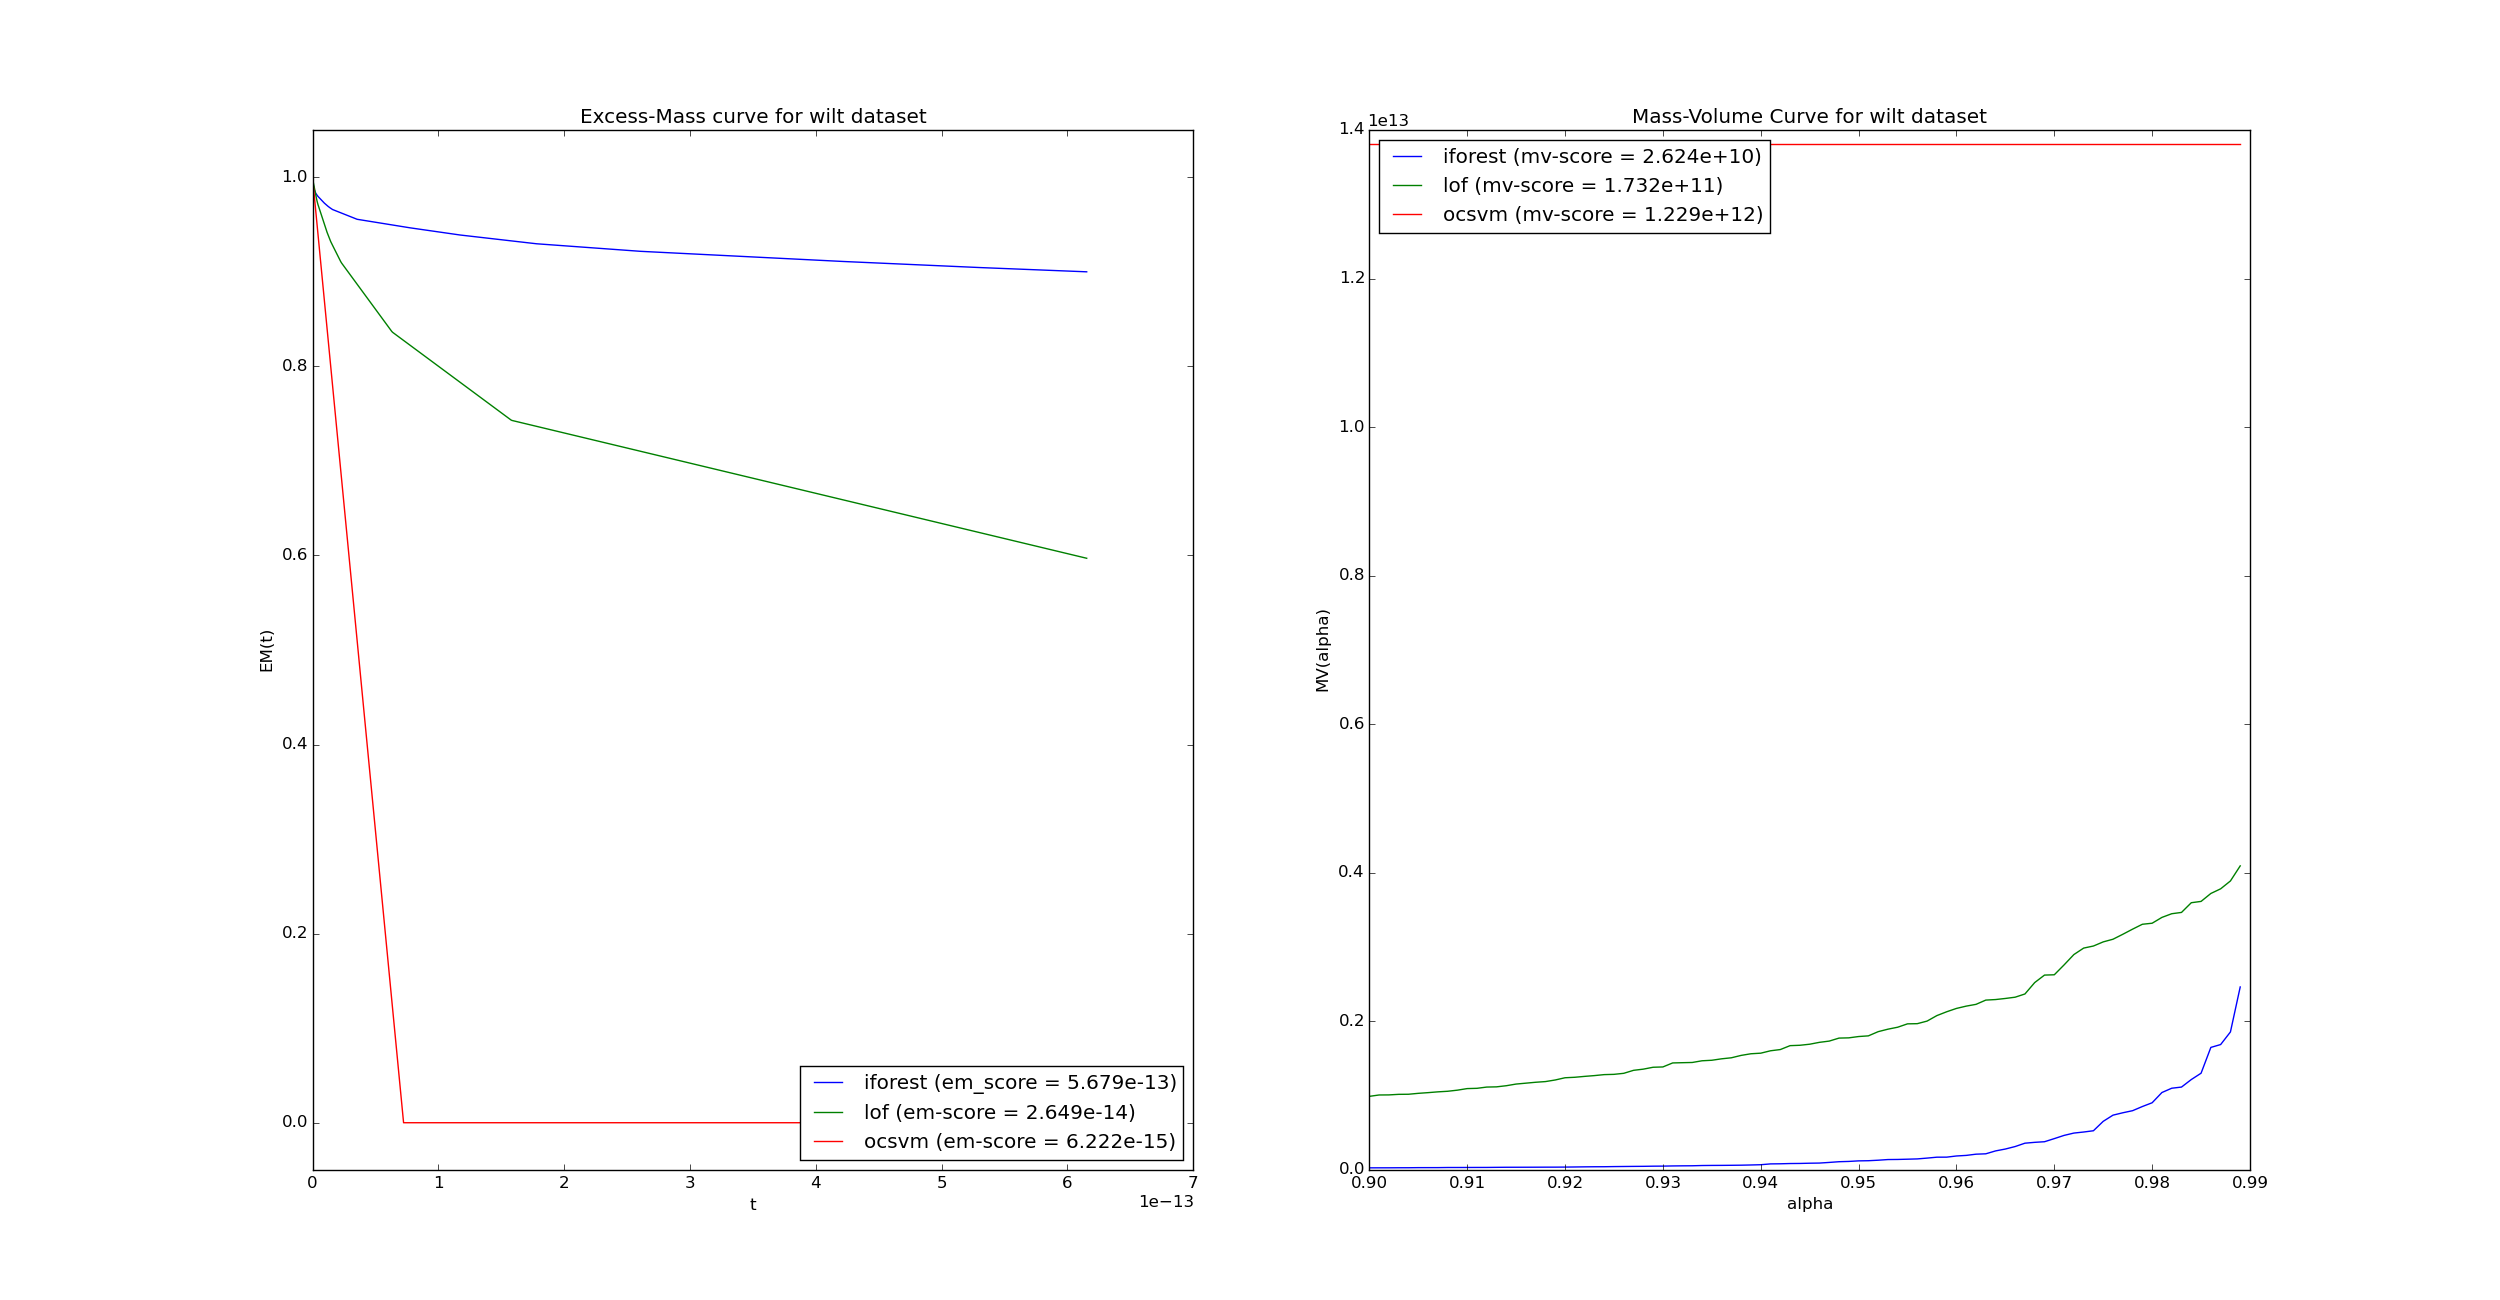 Excess-Mass curve for wilt dataset
1.0
0.8
0.6
0.4
0.2
0.0
EM(t)
iforest (em_score = 5.679e-13)
lof (em-score = 2.649e-14)
ocsvm (em-score = 6.222e-15)
0 1 2 3 4 5 6 7
1e−13
t
Mass-Volume Curve for wilt dataset
1e13
1.4
1.2
1.0
0.8
0.6
0.4
0.2
0.0
MV(alpha)
iforest (mv-score = 2.624e+10)
lof (mv-score = 1.732e+11)
ocsvm (mv-score = 1.229e+12)
0.90 0.91 0.92 0.93 0.94 0.95 0.96 0.97 0.98 0.99
alpha